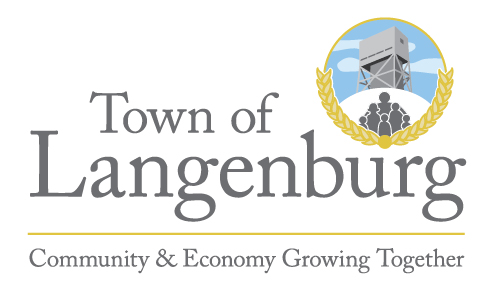 Town of
Langenburg
Community & Economy Growing Together